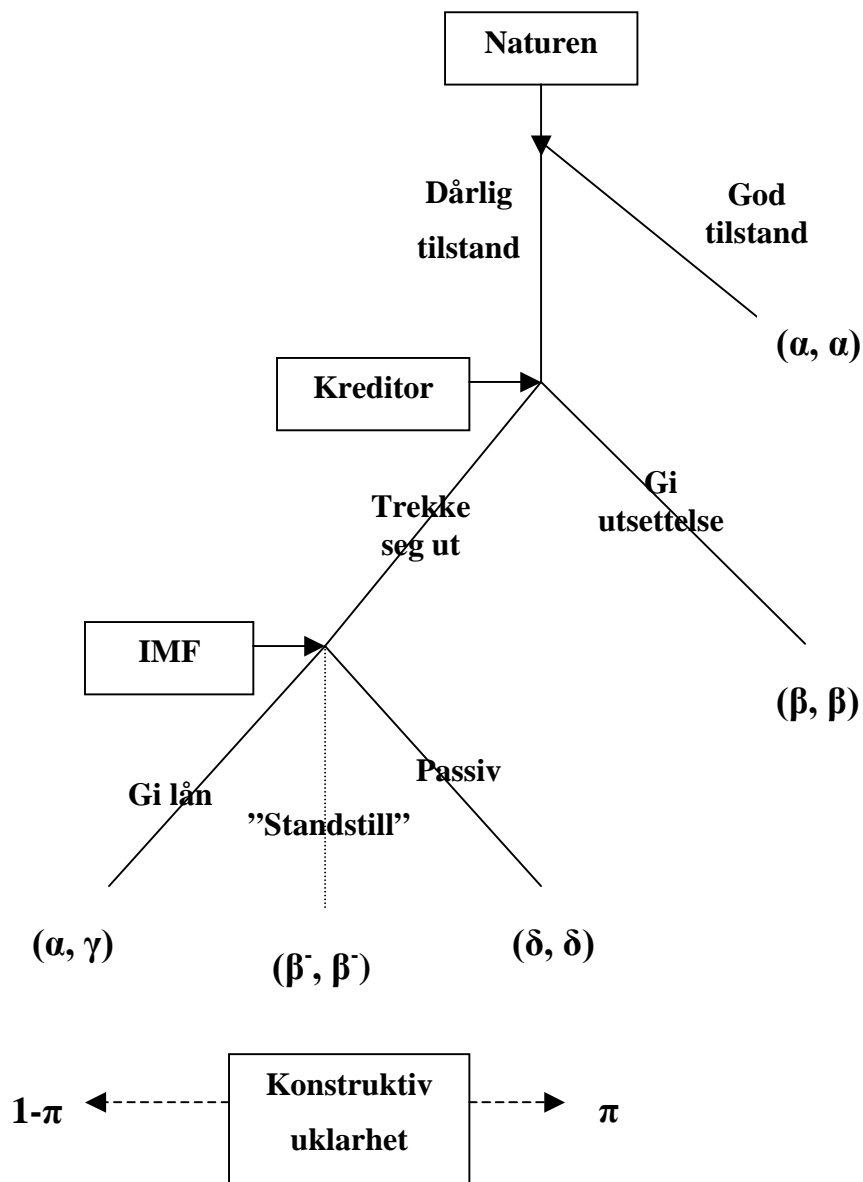 Naturen
Dårlig
tilstand
God
tilstand
(α, α)
Kreditor
Trekke
seg ut
Gi
utsettelse
IMF
(β, β)
Gi lån
Passiv
”Standstill”
(α, γ)
(β⁻, β⁻)
(δ, δ)
Konstruktiv
uklarhet
1-π
π